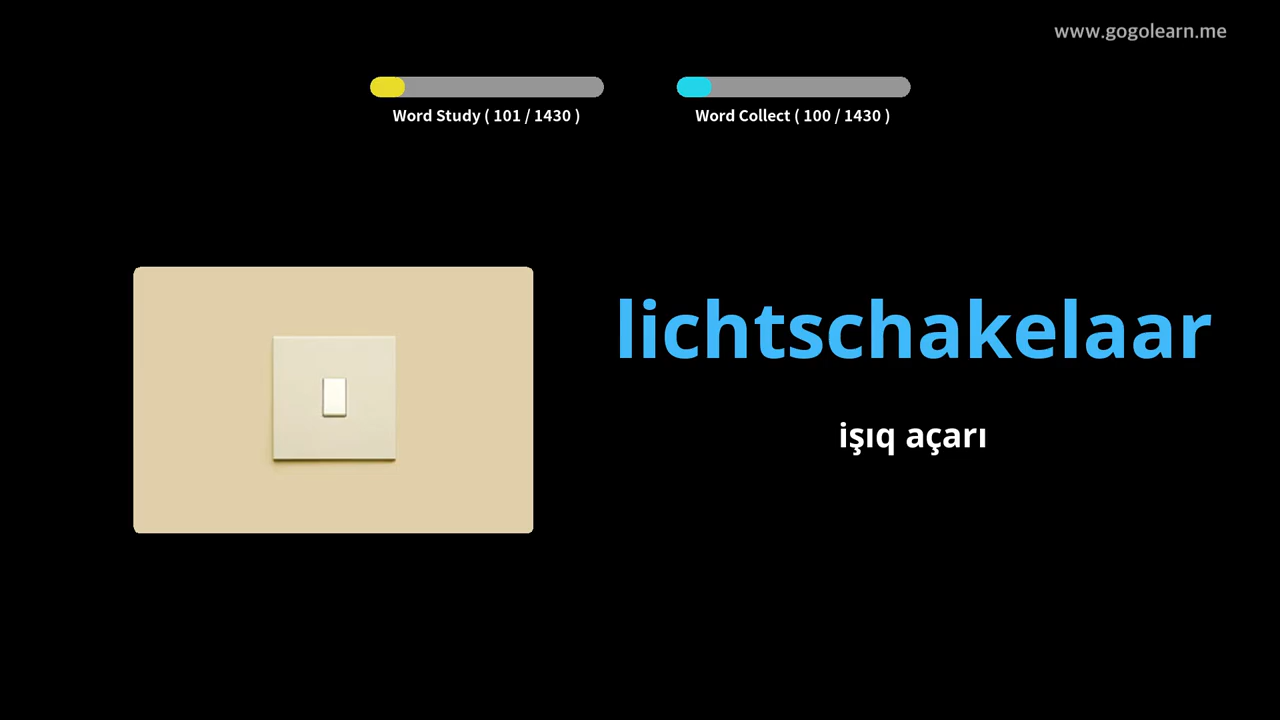 www.gogolearn.me
Word Study ( 101 / 1430 )
Word Collect ( 100 / 1430 )
lichtschakelaar
işıq açarı